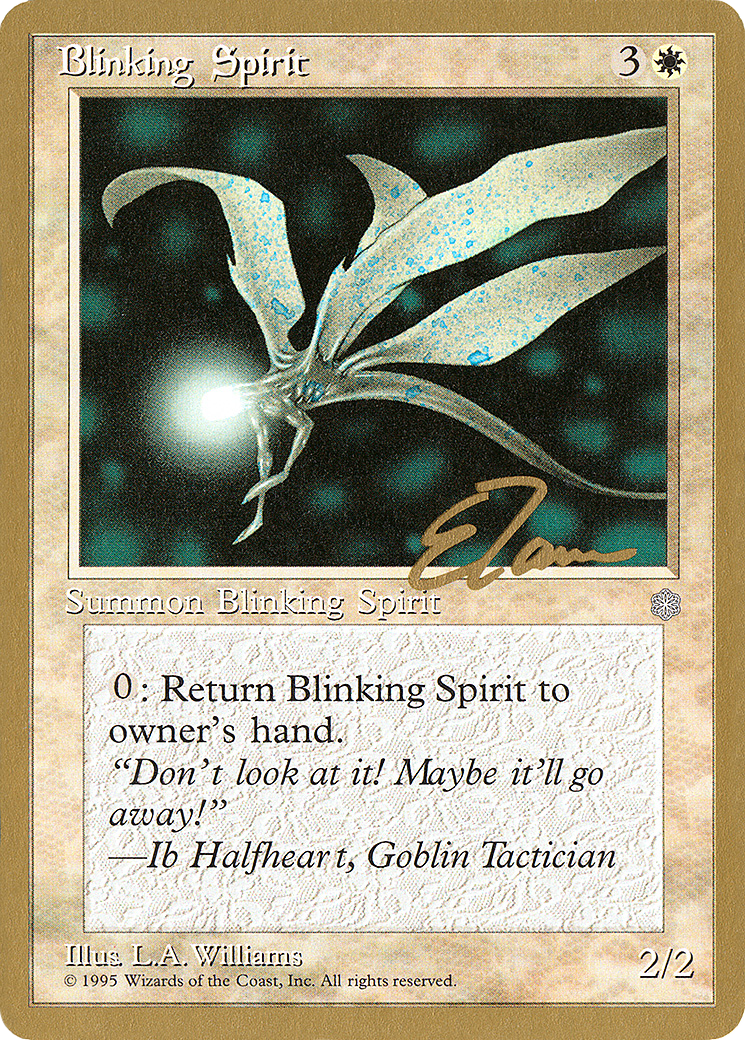 Blinking Spirit 3
Summon Blinking Spirit
0: Return Blinking Spirit to
owner's hand.
“Don't look at it! Maybe it'll go
away!”
—Ib Halfheart, Goblin Tactician
Illus. L.A. Williams
2/2
© 1995 Wizards of the Coast, Inc. All rights reserved.